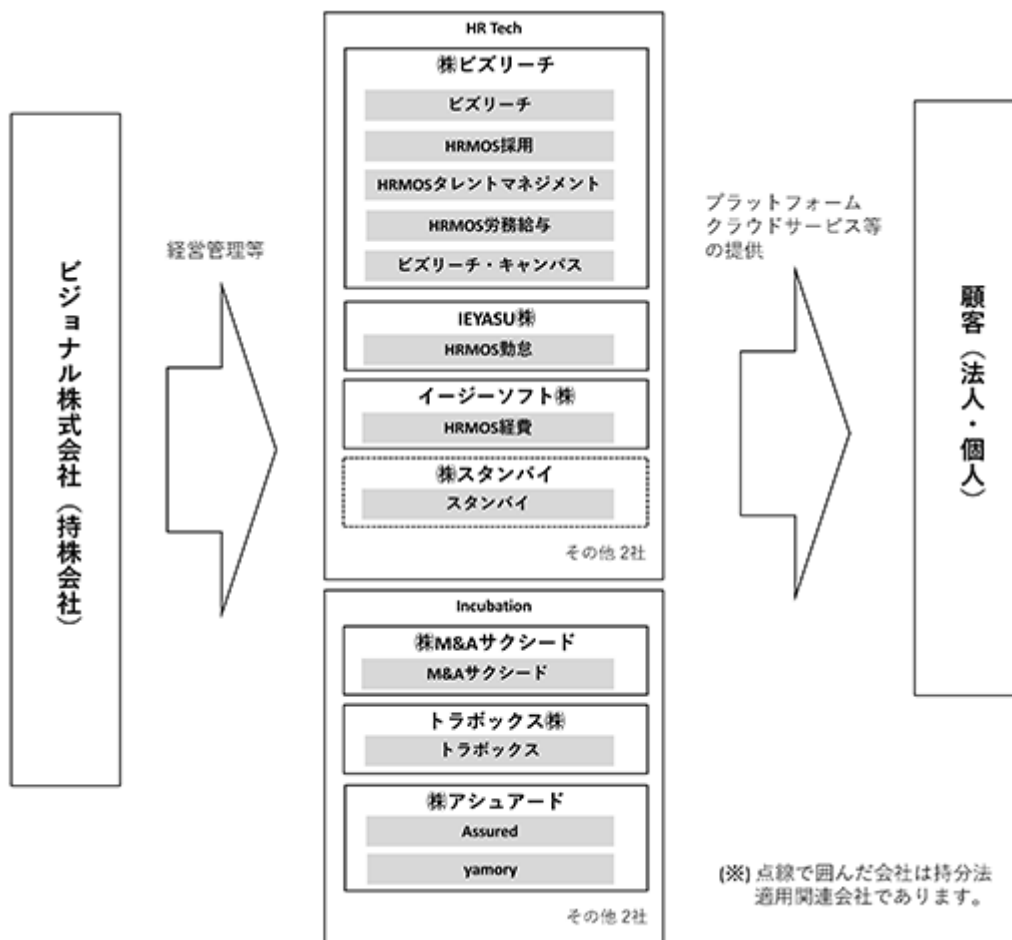 ビジョナル株式会社（持株会社）
経営管理等
HR Tech
㈱ビズリーチ
ビズリーチ
HRMOS採用
HRMOSタレントマネジメント
HRMOS労務給与
ビズリーチ・キャンパス
IEYASU㈱
HRMOS勤怠
イージーソフト㈱
HRMOS経費
㈱スタンバイ
スタンバイ
その他 2社
Incubation
㈱M&Aサクシード
M&Aサクシード
トラボックス㈱
トラボックス
㈱アシュアード
Assured
yamory
その他 2社
プラットフォーム
クラウドサービス等
の提供
顧客（法人・個人）
(※) 点線で囲んだ会社は持分法
適用関連会社であります。